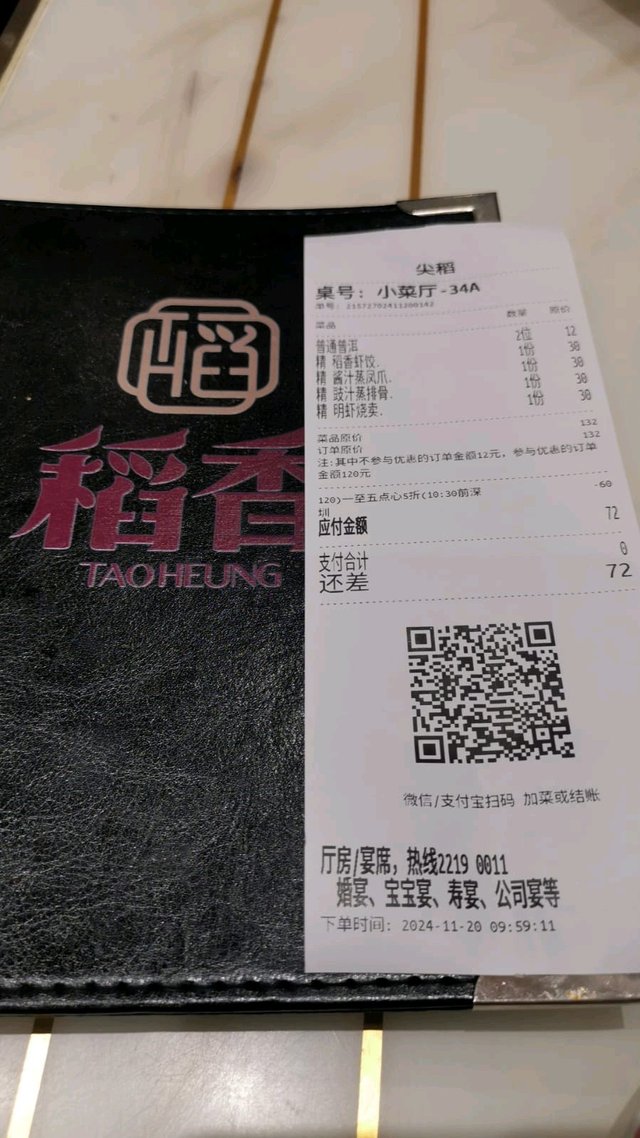 稻香
TAO HEUNG
尖稻
桌号：小菜厅-34A
单号：21572702411200142
菜品 数量 原价
普通普洱 2位 12
精 稻香虾饺. 1份 30
精 酱汁蒸凤爪. 1份 30
精 豉汁蒸排骨. 1份 30
精 明虾烧卖. 1份 30
菜品原价 132
订单原价 132
注:其中不参与优惠的订单金额12元，参与优惠的订单
金额120元
120)一至五点心5折(10:30前深 -60
圳
应付金额 72
支付合计 0
还差 72
微信/支付宝扫码 加菜或结账
厅房/宴席，热线2219 0011
婚宴、宝宝宴、寿宴、公司宴等
下单时间: 2024-11-20 09:59:11